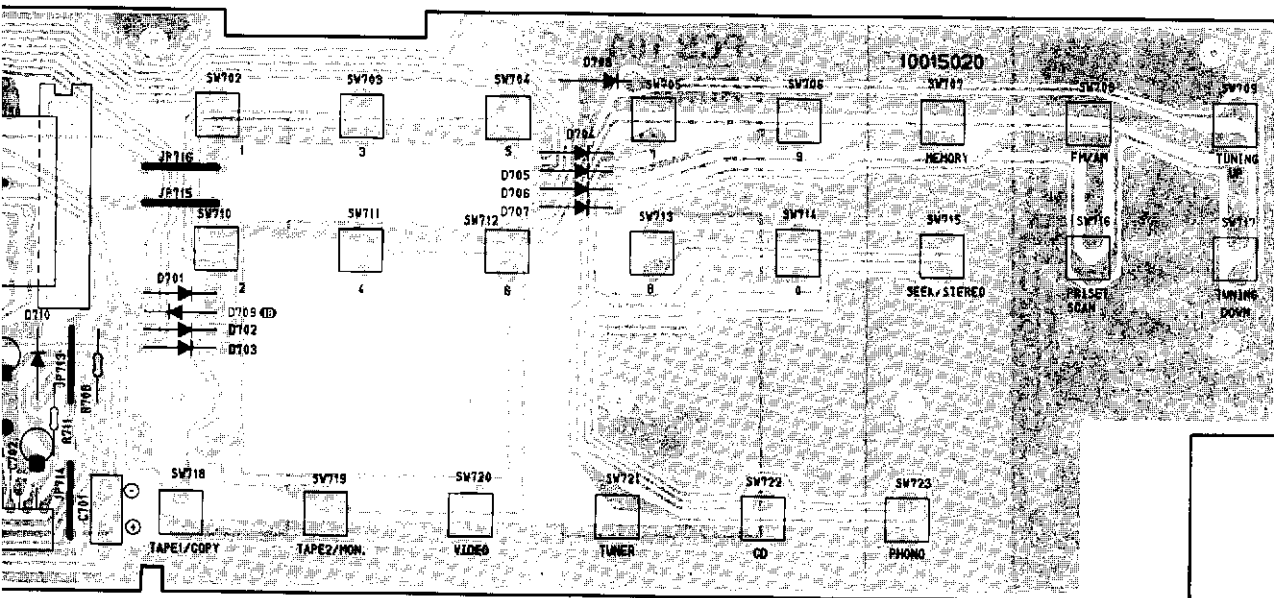 10015020
D708
SW702
SW703
SW704
SW705
SW706
SW707
SW709
1
3
5
7
9
MEMORY
FM/AM
TUNING
UP
D704
D705
D706
D707
JP716
JP715
SW710
SW711
SW712
SW713
SW714
SW715
SW716
SW717
2
4
6
8
0
SEEK/STEREO
PRESET
SCAN
TUNING
DOWN
D701
D709
D702
D703
D710
JP713
R708
R711
C702
JP714
C701
SW718
SW719
SW720
SW721
SW722
SW723
TAPE1/COPY
TAPE2/MON.
VIDEO
TUNER
CD
PHONO